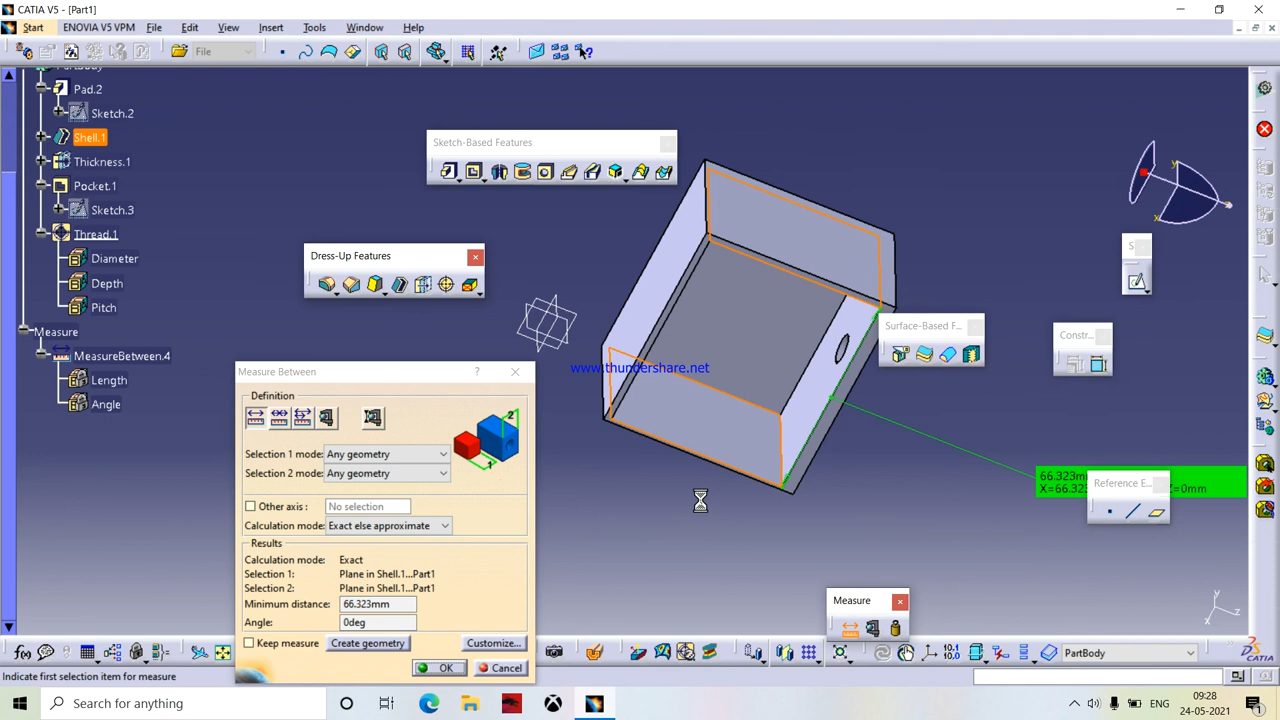 CATIA V5 - [Part1]
Start ENOVIA V5 VPM File Edit View Insert Tools Window Help
File
Pad.2
Sketch.2
Shell.1
Thickness.1
Pocket.1
Sketch.3
Thread.1
Diameter
Depth
Pitch
Measure
MeasureBetween.4
Length
Angle
Sketch-Based Features
Dress-Up Features
Surface-Based F...
Constr...
S
Reference E...
66.323m
X=66.323 Z=0mm
www.thundershare.net
Measure Between ?
Definition
Selection 1 mode: Any geometry
Selection 2 mode: Any geometry
Other axis : No selection
Calculation mode: Exact else approximate
Results
Calculation mode: Exact
Selection 1: Plane in Shell.1...Part1
Selection 2: Plane in Shell.1...Part1
Minimum distance: 66.323mm
Angle: 0deg
Keep measure Create geometry Customize...
OK Cancel
Measure
PartBody
Indicate first selection item for measure
Search for anything
ENG
09:28
24-05-2021